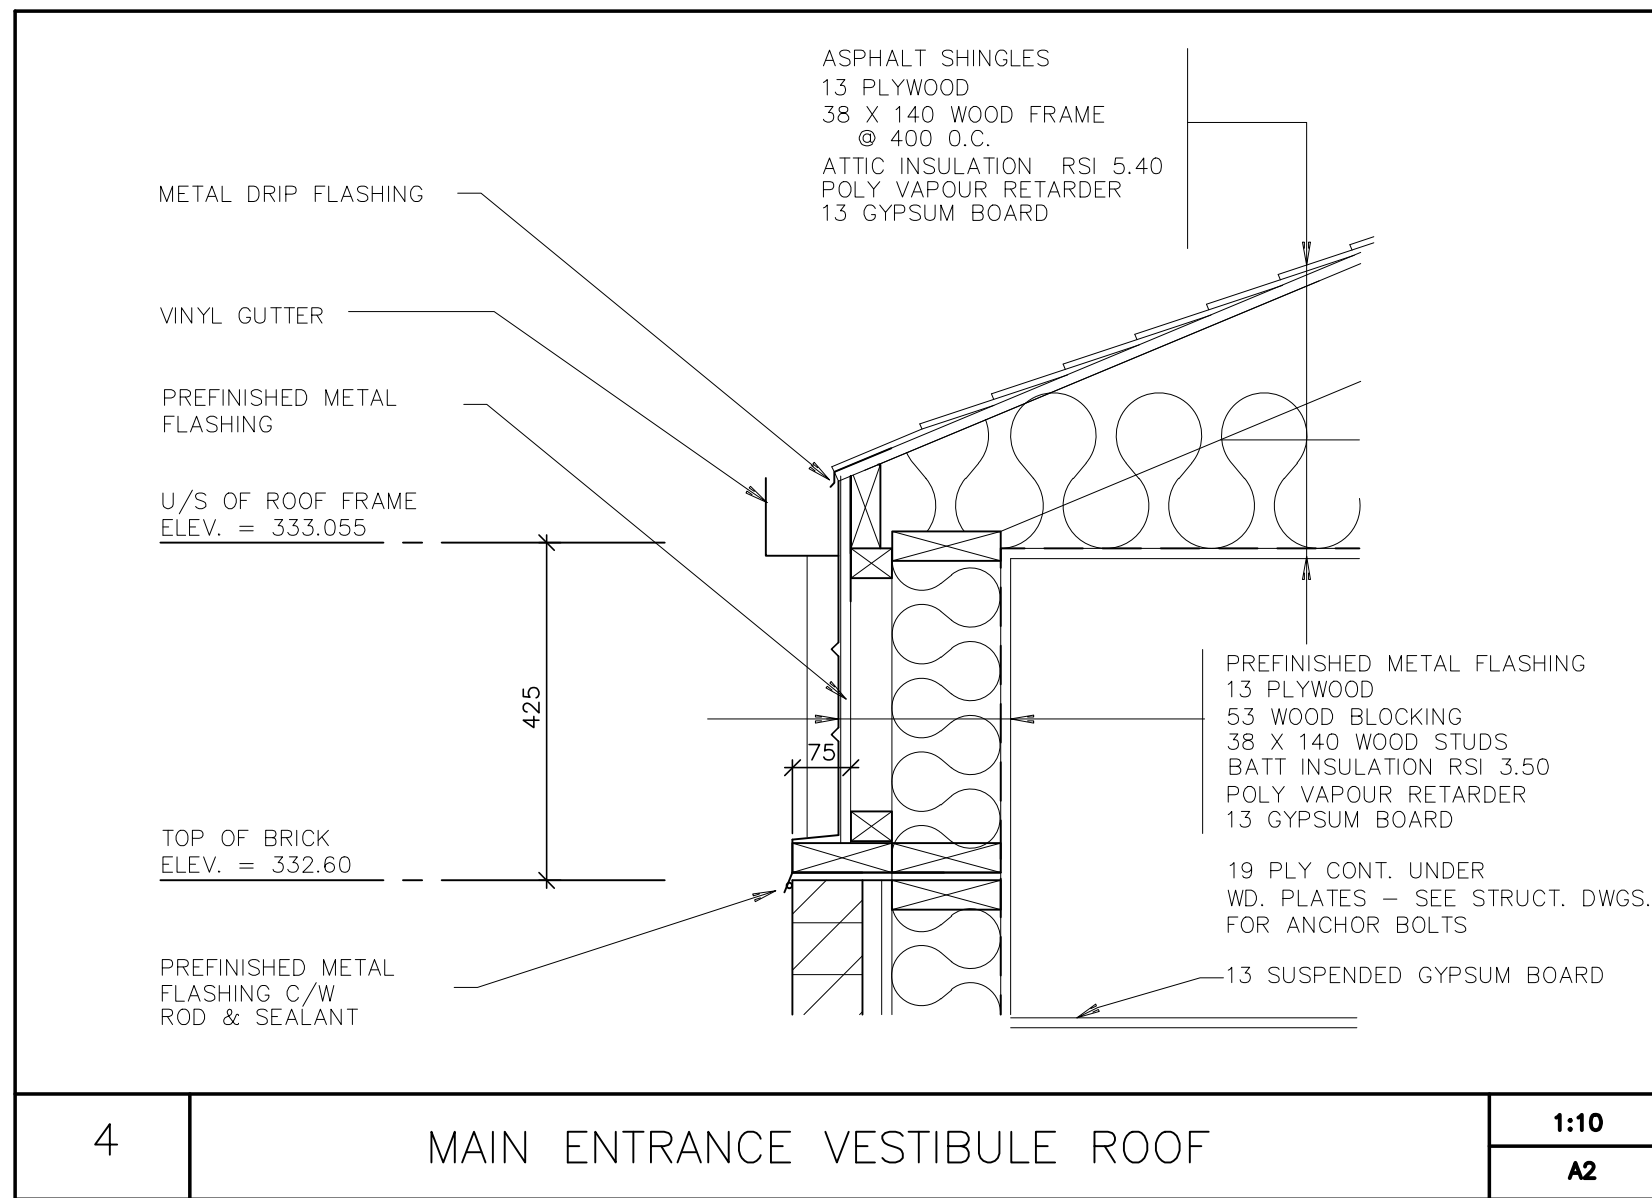 ASPHALT SHINGLES
13 PLYWOOD
38 X 140 WOOD FRAME
@ 400 O.C.
ATTIC INSULATION RSI 5.40
POLY VAPOUR RETARDER
13 GYPSUM BOARD
METAL DRIP FLASHING
VINYL GUTTER
PREFINISHED METAL
FLASHING
U/S OF ROOF FRAME
ELEV. = 333.055
425
75
TOP OF BRICK
ELEV. = 332.60
PREFINISHED METAL
FLASHING C/W
ROD & SEALANT
PREFINISHED METAL FLASHING
13 PLYWOOD
53 WOOD BLOCKING
38 X 140 WOOD STUDS
BATT INSULATION RSI 3.50
POLY VAPOUR RETARDER
13 GYPSUM BOARD
19 PLY CONT. UNDER
WD. PLATES – SEE STRUCT. DWGS.
FOR ANCHOR BOLTS
13 SUSPENDED GYPSUM BOARD
4
MAIN ENTRANCE VESTIBULE ROOF
1:10
A2